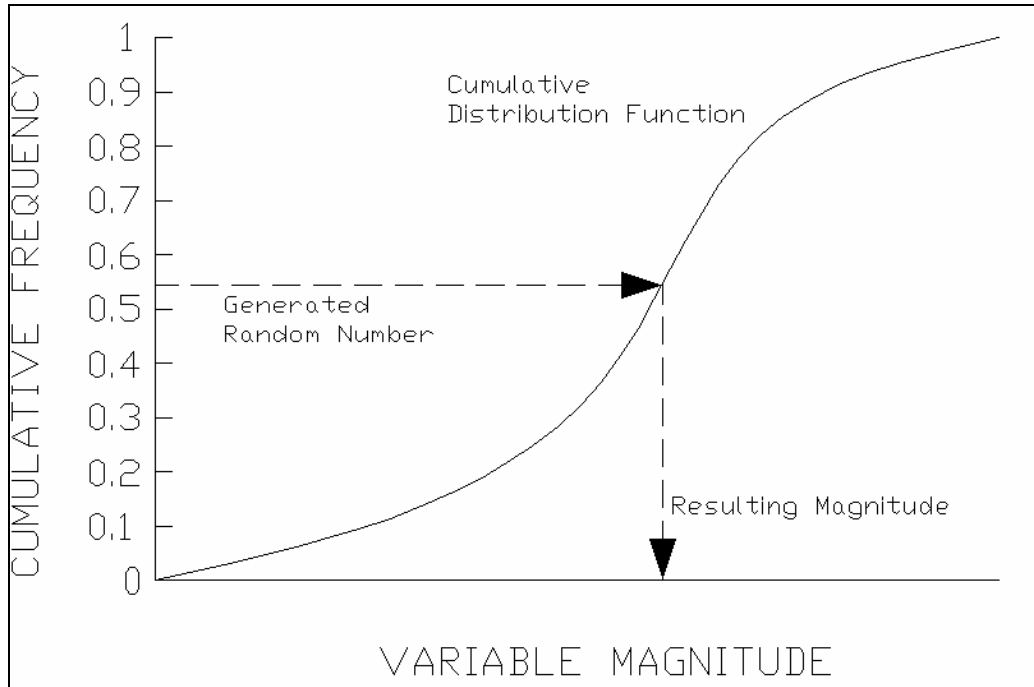 CUMULATIVE FREQUENCY
1
0.9
0.8
0.7
0.6
0.5
0.4
0.3
0.2
0.1
0
Cumulative
Distribution Function
Generated
Random Number
Resulting Magnitude
VARIABLE MAGNITUDE